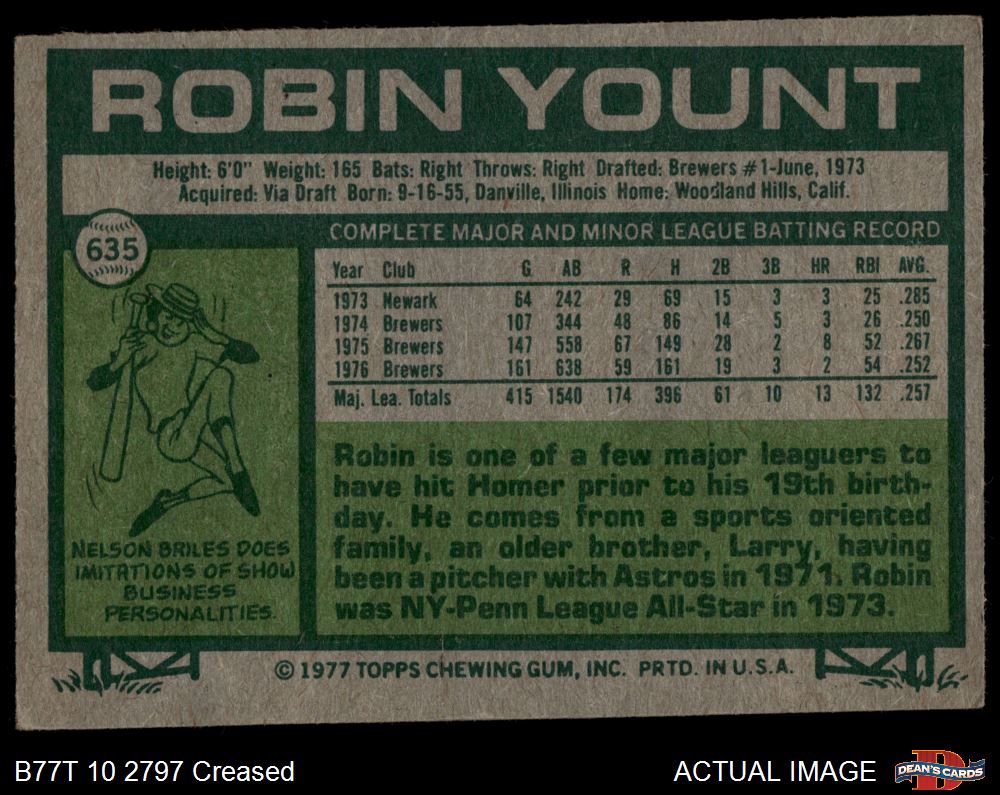 ROBIN YOUNT
Height: 6'0" Weight: 165 Bats: Right Throws: Right Drafted: Brewers #1-June, 1973
Acquired: Via Draft Born: 9-16-55, Danville, Illinois Home: Woodland Hills, Calif.
635
COMPLETE MAJOR AND MINOR LEAGUE BATTING RECORD
Year Club G AB R H 2B 3B HR RBI AVG.
1973 Newark 64 242 29 69 15 3 3 25 .285
1974 Brewers 107 344 48 86 14 5 3 26 .250
1975 Brewers 147 558 67 149 28 2 8 52 .267
1976 Brewers 161 638 59 161 19 3 2 54 .252
Maj. Lea. Totals 415 1540 174 396 61 10 13 132 .257
NELSON BRILES DOES
IMITATIONS OF SHOW
BUSINESS
PERSONALITIES.
Robin is one of a few major leaguers to
have hit Homer prior to his 19th birth-
day. He comes from a sports oriented
family, an older brother, Larry, having
been a pitcher with Astros in 1971. Robin
was NY-Penn League All-Star in 1973.
© 1977 TOPPS CHEWING GUM, INC. PRTD. IN U.S.A.
B77T 10 2797 Creased
ACTUAL IMAGE
D
DEAN'S CARDS